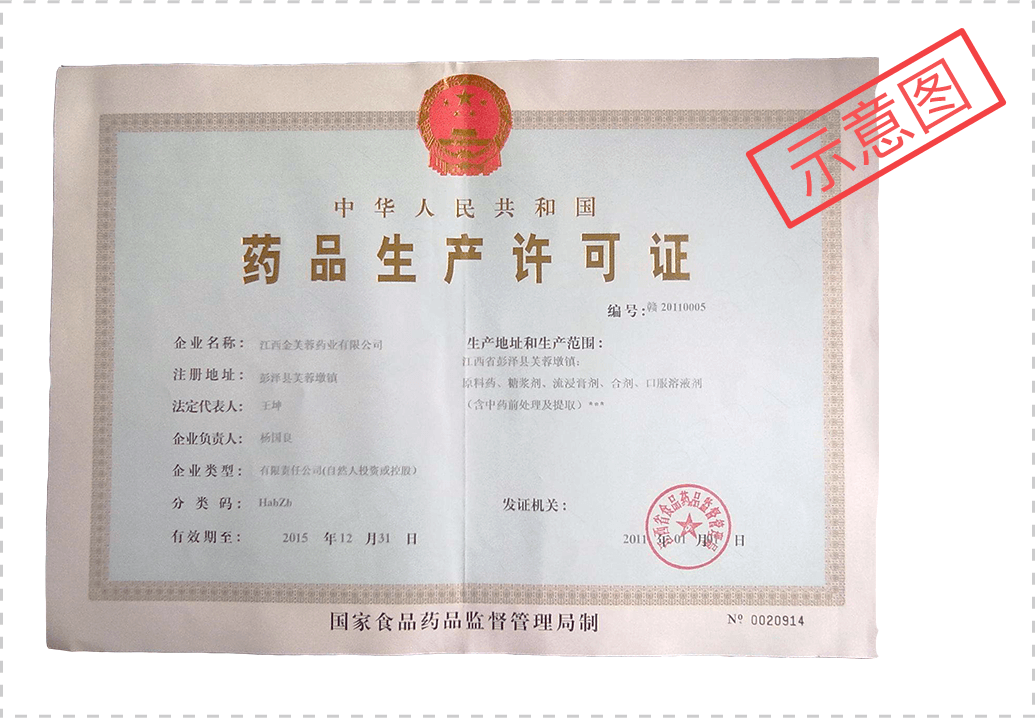 示意图
中华人民共和国
药品生产许可证
编号:赣 20110005
企业名称: 江西金芙蓉药业有限公司
注册地址: 彭泽县芙蓉墩镇
法定代表人: 王坤
企业负责人: 杨国良
企业类型: 有限责任公司(自然人投资或控股)
分类码: HabZb
有效期至: 2015 年 12 月 31 日
生产地址和生产范围:
江西省彭泽县芙蓉墩镇:
原料药、糖浆剂、流浸膏剂、合剂、口服溶液剂
(含中药前处理及提取)***
发证机关:
江西省食品药品监督管理局
2011 年 01 月 01 日
国家食品药品监督管理局制
Nº 0020914